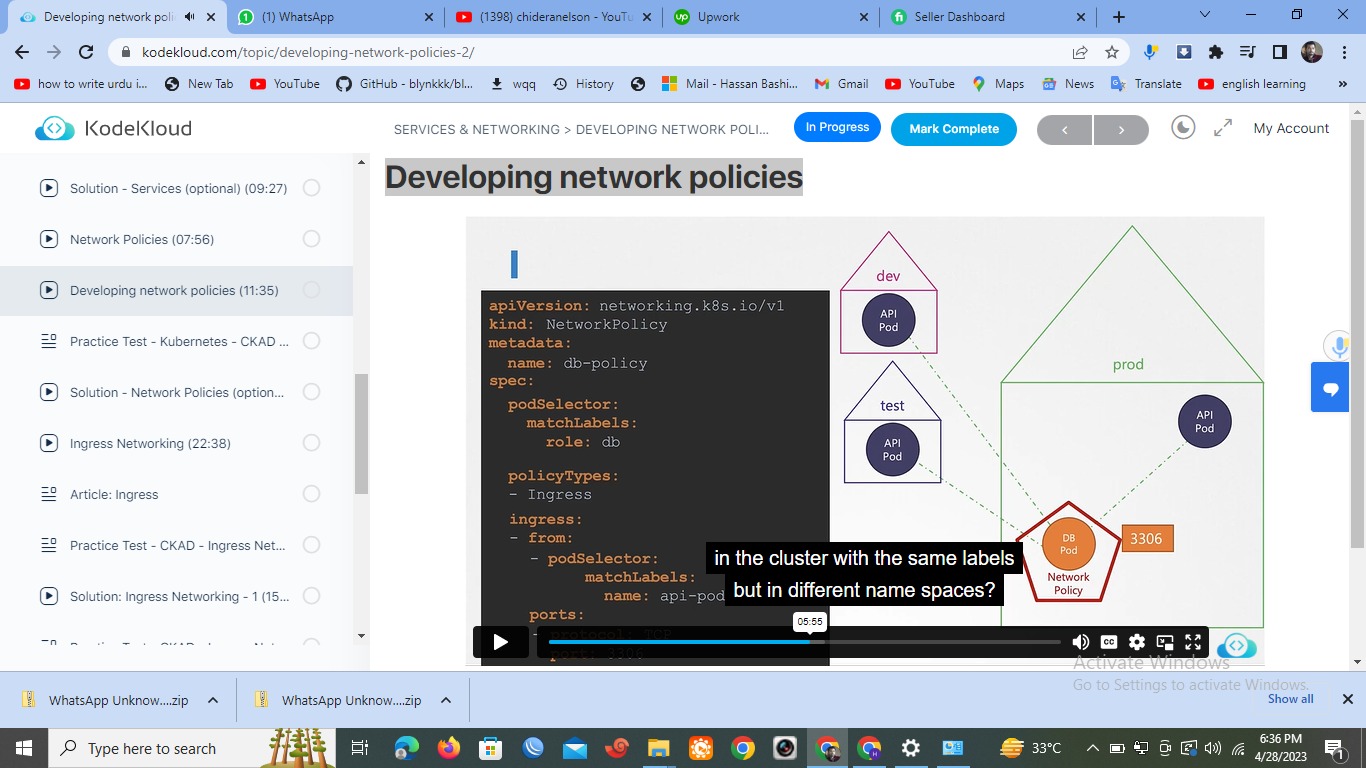 Developing network poli
(1) WhatsApp
(1398) chideranelson - YouTu
Upwork
Seller Dashboard
kodekloud.com/topic/developing-network-policies-2/
how to write urdu i...
New Tab
YouTube
GitHub - blynkkk/bl...
wqq
History
Mail - Hassan Bashi...
Gmail
YouTube
Maps
News
Translate
english learning
»
KodeKloud
SERVICES & NETWORKING > DEVELOPING NETWORK POLI...
In Progress
Mark Complete
My Account
Solution - Services (optional) (09:27)
Network Policies (07:56)
Developing network policies (11:35)
Practice Test - Kubernetes - CKAD ...
Solution - Network Policies (option...
Ingress Networking (22:38)
Article: Ingress
Practice Test - CKAD - Ingress Net...
Solution: Ingress Networking - 1 (15...
Developing network policies
apiVersion: networking.k8s.io/v1
kind: NetworkPolicy
metadata:
name: db-policy
spec:
podSelector:
matchLabels:
role: db
policyTypes:
- Ingress
ingress:
- from:
- podSelector:
matchLabels:
name: api-pod
ports:
- protocol: TCP
port: 3306
dev
API
Pod
test
API
Pod
prod
API
Pod
DB
Pod
3306
Network
Policy
in the cluster with the same labels
but in different name spaces?
05:55
CC
Activate Windows
Go to Settings to activate Windows.
WhatsApp Unknow....zip
WhatsApp Unknow....zip
Show all
Type here to search
33°C
6:36 PM
4/28/2023
1